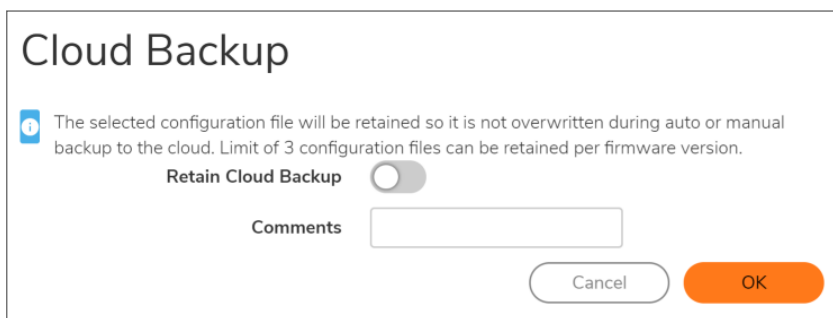 Cloud Backup
The selected configuration file will be retained so it is not overwritten during auto or manual
backup to the cloud. Limit of 3 configuration files can be retained per firmware version.
Retain Cloud Backup
Comments
Cancel
OK